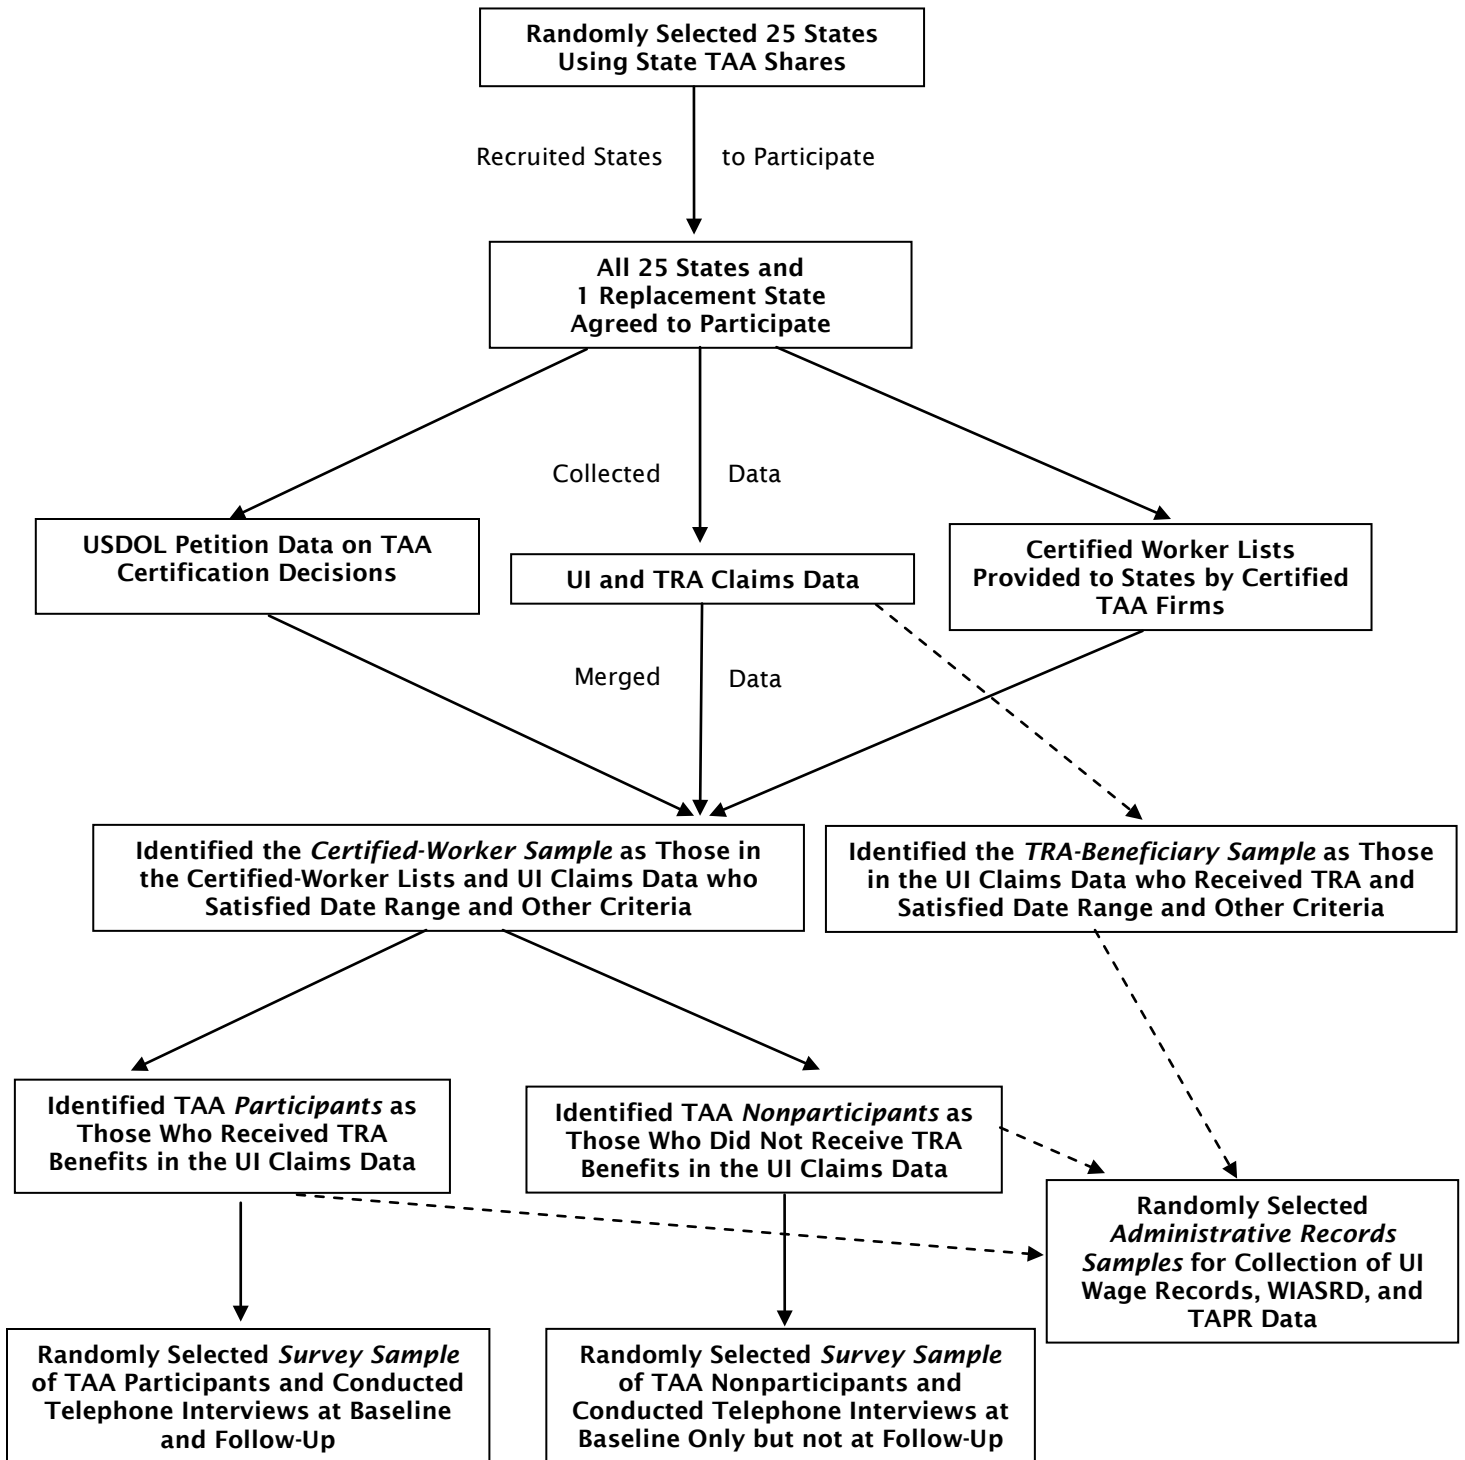 Randomly Selected 25 States
Using State TAA Shares
Recruited States to Participate
All 25 States and
1 Replacement State
Agreed to Participate
Collected Data
USDOL Petition Data on TAA
Certification Decisions
UI and TRA Claims Data
Certified Worker Lists
Provided to States by Certified
TAA Firms
Merged Data
Identified the Certified-Worker Sample as Those in
the Certified-Worker Lists and UI Claims Data who
Satisfied Date Range and Other Criteria
Identified the TRA-Beneficiary Sample as Those
in the UI Claims Data who Received TRA and
Satisfied Date Range and Other Criteria
Identified TAA Participants as
Those Who Received TRA
Benefits in the UI Claims Data
Identified TAA Nonparticipants as
Those Who Did Not Receive TRA
Benefits in the UI Claims Data
Randomly Selected
Administrative Records
Samples for Collection of UI
Wage Records, WIASRD, and
TAPR Data
Randomly Selected Survey Sample
of TAA Participants and Conducted
Telephone Interviews at Baseline
and Follow-Up
Randomly Selected Survey Sample
of TAA Nonparticipants and
Conducted Telephone Interviews at
Baseline Only but not at Follow-Up